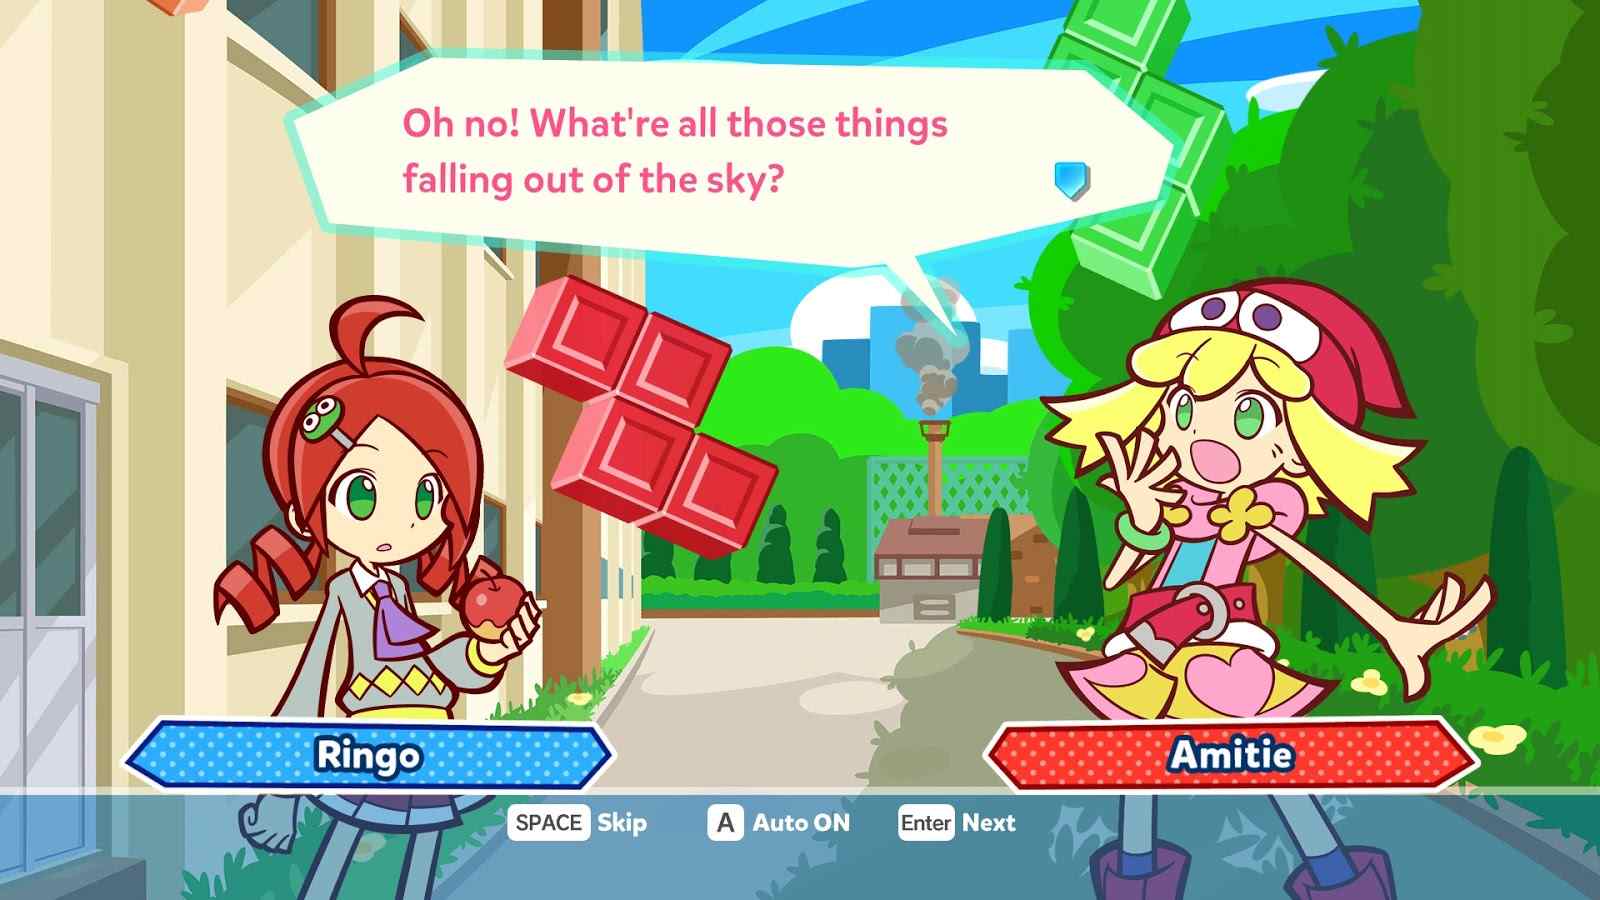 Oh no! What're all those things
falling out of the sky?
Ringo
Amitie
SPACE Skip
A Auto ON
Enter Next